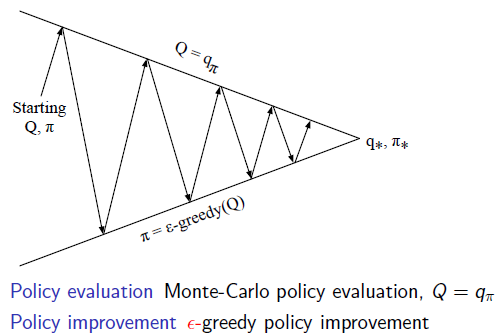 Q = qπ
Starting
Q, π
q*, π*
π = ε-greedy(Q)
Policy evaluation Monte-Carlo policy evaluation, Q = qπ
Policy improvement ϵ-greedy policy improvement